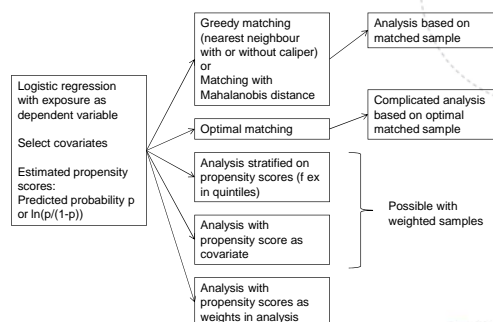 Logistic regression
with exposure as
dependent variable
Select covariates
Estimated propensity
scores:
Predicted probability p
or ln(p/(1-p))
Greedy matching
(nearest neighbour
with or without caliper)
or
Matching with
Mahalanobis distance
Analysis based on
matched sample
Optimal matching
Complicated analysis
based on optimal
matched sample
Analysis stratified on
propensity scores (f ex
in quintiles)
Analysis with
propensity score as
covariate
Possible with
weighted samples
Analysis with
propensity scores as
weights in analysis